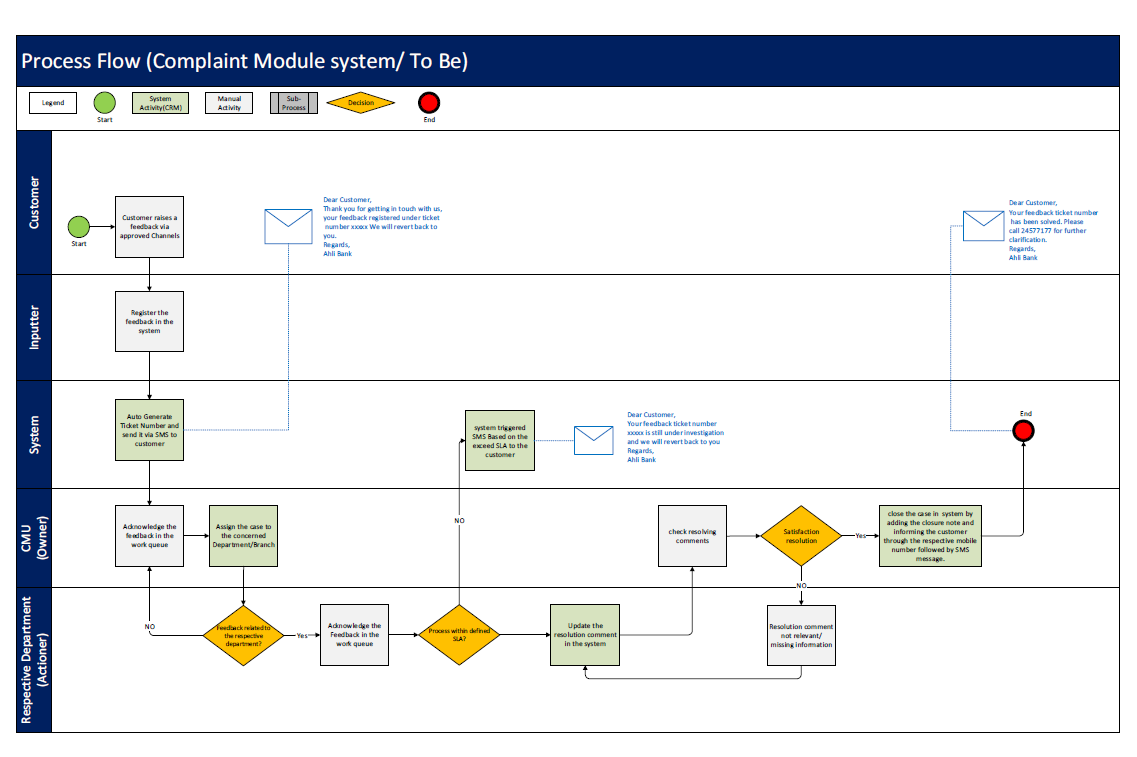 Process Flow (Complaint Module system/ To Be)
Legend
Start
System
Activity(CRM)
Manual
Activity
Sub-
Process
Decision
End
Customer
Start
Customer raises a
feedback via
approved Channels
Dear Customer,
Thank you for getting in touch with us,
your feedback registered under ticket
number xxxxx We will revert back to
you.
Regards,
Ahli Bank
Dear Customer,
Your feedback ticket number
has been solved. Please
call 24577177 for further
clarification.
Regards,
Ahli Bank
Inputter
Register the
feedback in the
system
System
Auto Generate
Ticket Number and
send it via SMS to
customer
system triggered
SMS Based on the
exceed SLA to the
customer
Dear Customer,
Your feedback ticket number
xxxxx is still under investigation
and we will revert back to you
Regards,
Ahli Bank
End
CMU
(Owner)
Acknowledge the
feedback in the
work queue
Assign the case to
the concerned
Department/Branch
NO
check resolving
comments
Satisfaction
resolution
Yes
close the case in system by
adding the closure note and
informing the customer
through the respective mobile
number followed by SMS
message.
NO
Respective Department
(Actioner)
NO
Feedback related to
the respective
department?
Yes
Acknowledge the
Feedback in the
work queue
Process within defined
SLA?
Update the
resolution comment
in the system
Resolution comment
not relevant/
missing information